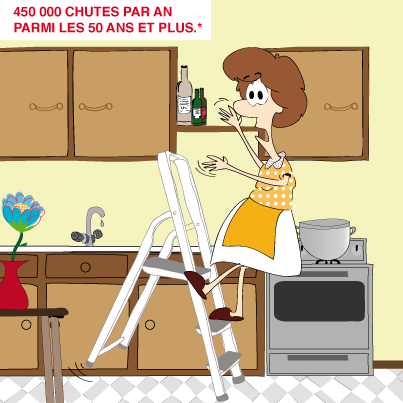 450 000 CHUTES PAR AN
PARMI LES 50 ANS ET PLUS.*